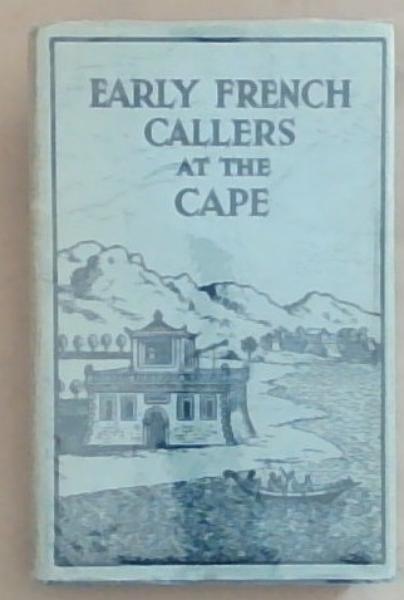 EARLY FRENCH
CALLERS
AT THE
CAPE